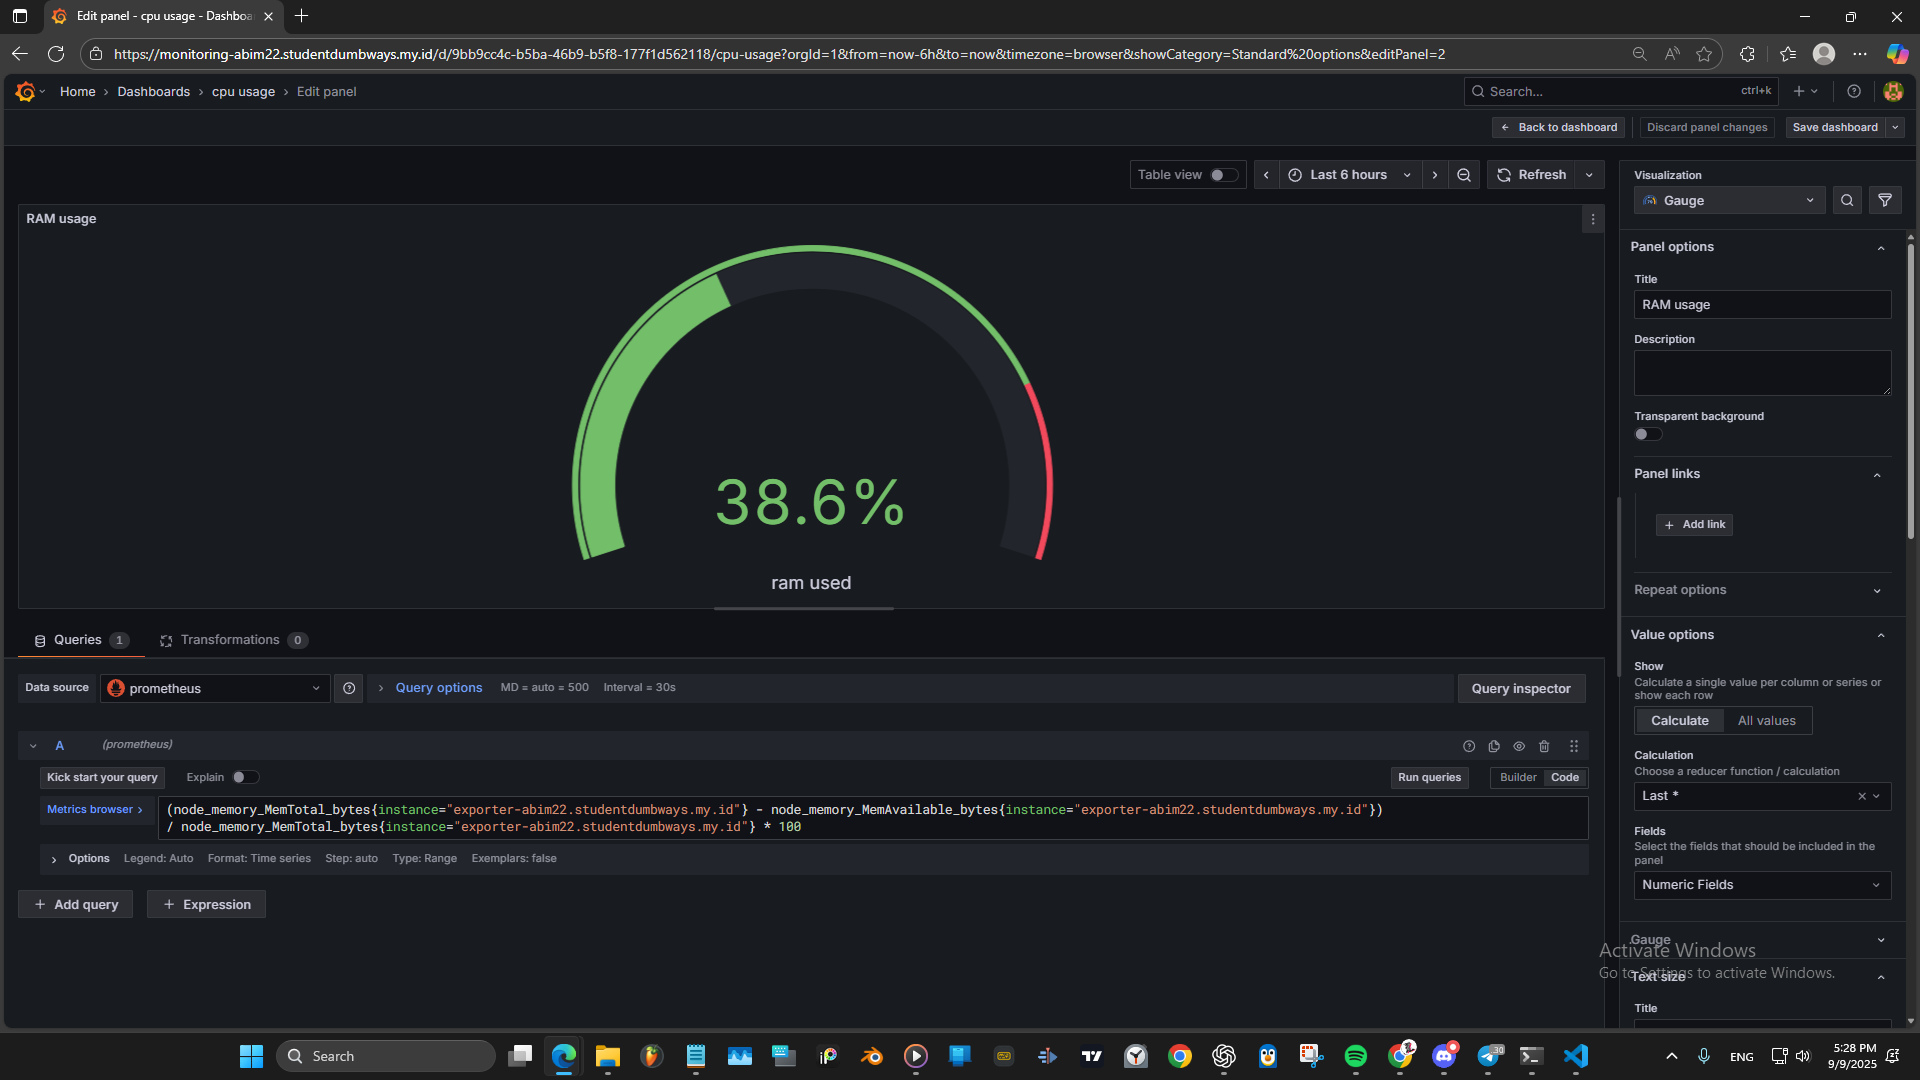 Edit panel - cpu usage - Dashboa
https://monitoring-abim22.studentdumbways.my.id/d/9bb9cc4c-b5ba-46b9-b5f8-177f1d562118/cpu-usage?orgId=1&from=now-6h&to=now&timezone=browser&showCategory=Standard%20options&editPanel=2
Home › Dashboards › cpu usage › Edit panel
Search...
ctrl+k
Back to dashboard
Discard panel changes
Save dashboard
Table view
Last 6 hours
Refresh
RAM usage
38.6%
ram used
Queries 1
Transformations 0
Data source
prometheus
Query options
MD = auto = 500
Interval = 30s
Query inspector
A
(prometheus)
Kick start your query
Explain
Run queries
Builder
Code
Metrics browser
(node_memory_MemTotal_bytes{instance="exporter-abim22.studentdumbways.my.id"} - node_memory_MemAvailable_bytes{instance="exporter-abim22.studentdumbways.my.id"})
/ node_memory_MemTotal_bytes{instance="exporter-abim22.studentdumbways.my.id"} * 100
Options
Legend: Auto
Format: Time series
Step: auto
Type: Range
Exemplars: false
+ Add query
+ Expression
Visualization
Gauge
Panel options
Title
RAM usage
Description
Transparent background
Panel links
+ Add link
Repeat options
Value options
Show
Calculate a single value per column or series or
show each row
Calculate
All values
Calculation
Choose a reducer function / calculation
Last *
Fields
Select the fields that should be included in the
panel
Numeric Fields
Gauge
Activate Windows
Go to Settings to activate Windows.
Text size
Title
Search
30
ENG
5:28 PM
9/9/2025